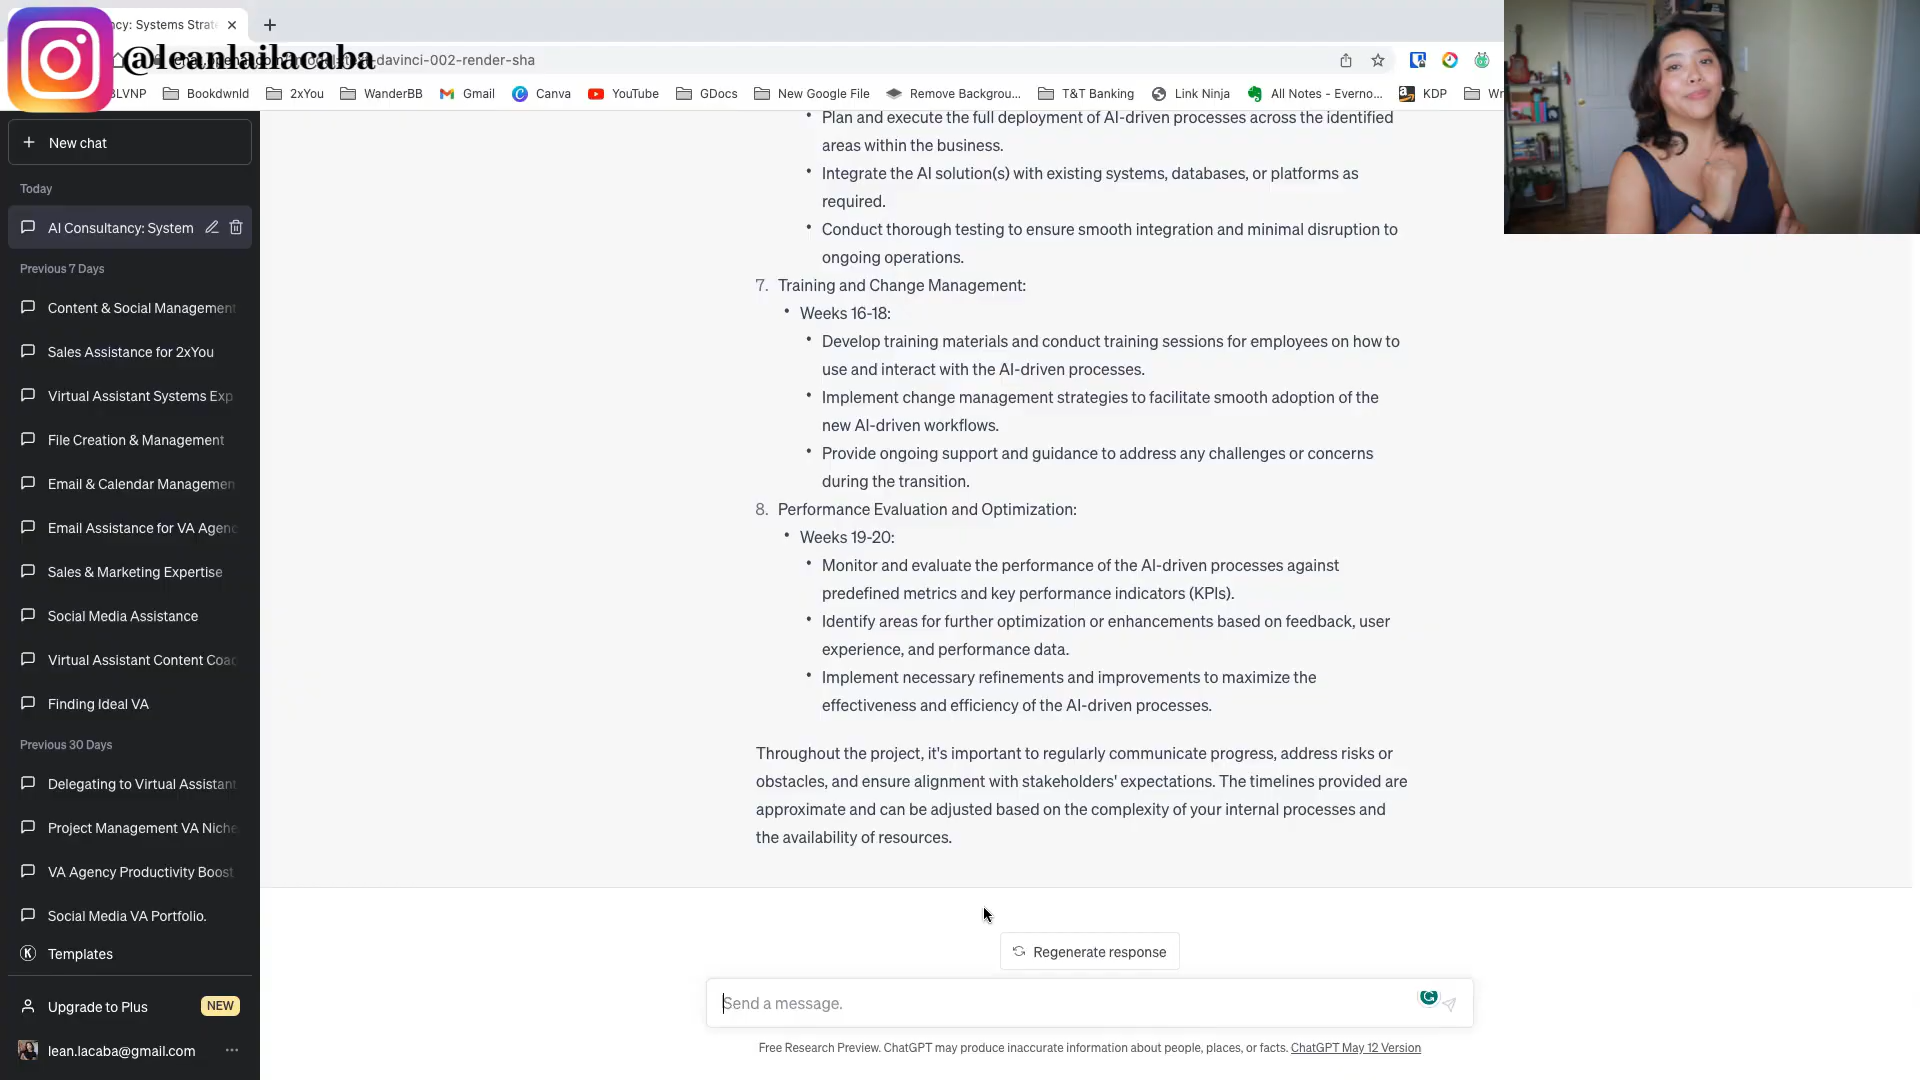 ncy: Systems Strat
@leanlailacaba
davinci-002-render-sha
BLVNP
Bookdwnld
2xYou
WanderBB
Gmail
Canva
YouTube
GDocs
New Google File
Remove Backgrou...
T&T Banking
Link Ninja
All Notes - Everno...
KDP
Wr
New chat
Today
AI Consultancy: System
Previous 7 Days
Content & Social Management
Sales Assistance for 2xYou
Virtual Assistant Systems Exp
File Creation & Management
Email & Calendar Managemen
Email Assistance for VA Agenc
Sales & Marketing Expertise
Social Media Assistance
Virtual Assistant Content Coac
Finding Ideal VA
Previous 30 Days
Delegating to Virtual Assistant
Project Management VA Niche
VA Agency Productivity Boost
Social Media VA Portfolio.
Templates
Upgrade to Plus
NEW
lean.lacaba@gmail.com
• Plan and execute the full deployment of AI-driven processes across the identified
areas within the business.
• Integrate the AI solution(s) with existing systems, databases, or platforms as
required.
• Conduct thorough testing to ensure smooth integration and minimal disruption to
ongoing operations.
7. Training and Change Management:
• Weeks 16-18:
• Develop training materials and conduct training sessions for employees on how to
use and interact with the AI-driven processes.
• Implement change management strategies to facilitate smooth adoption of the
new AI-driven workflows.
• Provide ongoing support and guidance to address any challenges or concerns
during the transition.
8. Performance Evaluation and Optimization:
• Weeks 19-20:
• Monitor and evaluate the performance of the AI-driven processes against
predefined metrics and key performance indicators (KPIs).
• Identify areas for further optimization or enhancements based on feedback, user
experience, and performance data.
• Implement necessary refinements and improvements to maximize the
effectiveness and efficiency of the AI-driven processes.
Throughout the project, it's important to regularly communicate progress, address risks or
obstacles, and ensure alignment with stakeholders' expectations. The timelines provided are
approximate and can be adjusted based on the complexity of your internal processes and
the availability of resources.
Regenerate response
Send a message.
Free Research Preview. ChatGPT may produce inaccurate information about people, places, or facts. ChatGPT May 12 Version